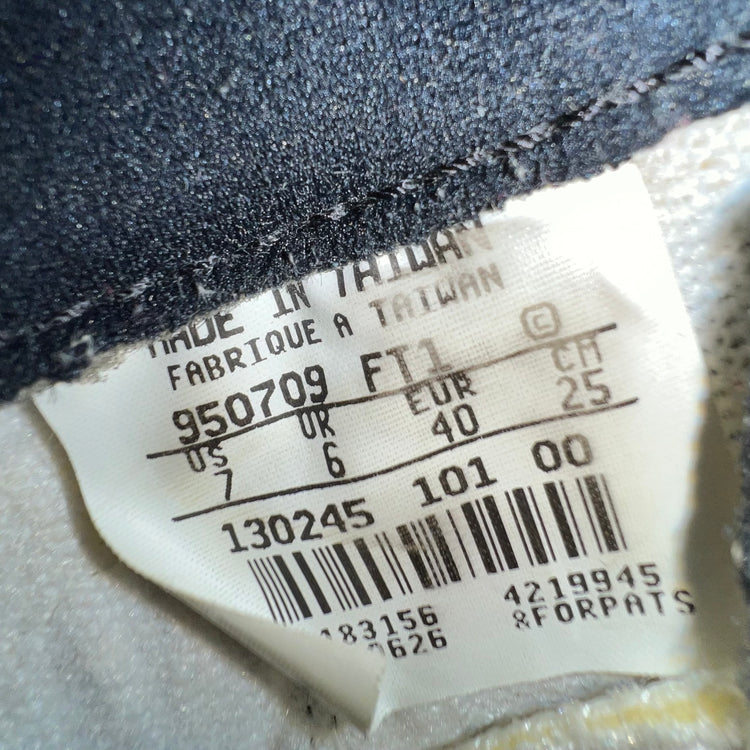 MADE IN TAIWAN
FABRIQUE A TAIWAN
950709 FT1 ©
US UK EUR CM
7 6 40 25
130245 101 00
183156 4219945
0626 &FORPATS